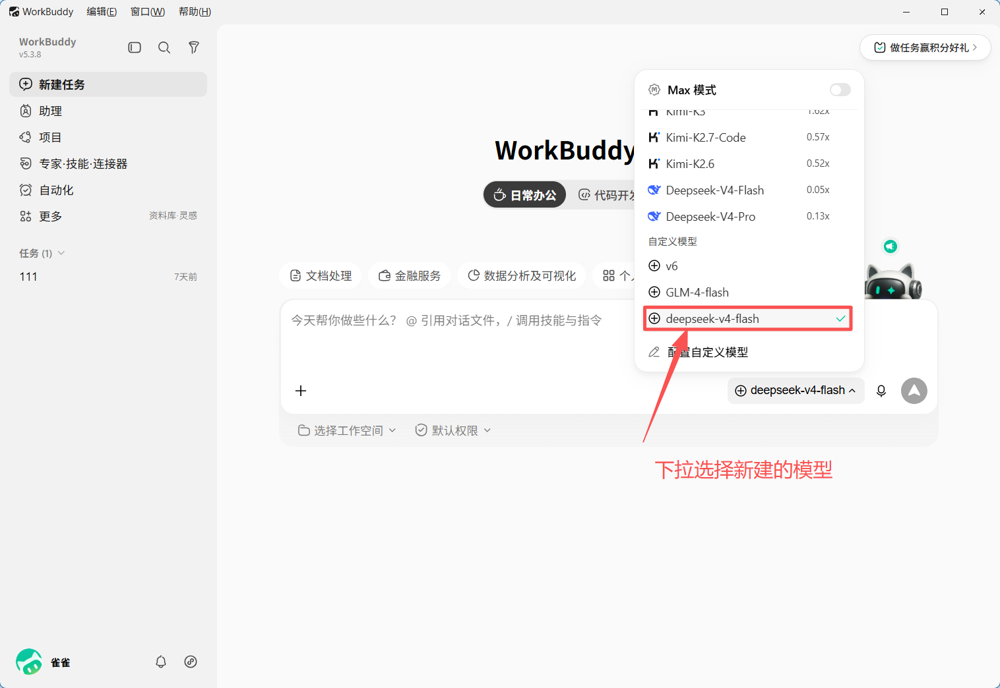 WorkBuddy 编辑(E) 窗口(W) 帮助(H)
WorkBuddy
v5.3.8
新建任务
助理
项目
专家·技能·连接器
自动化
更多 资料库·灵感
任务 (1)
111 7天前
雀雀
做任务赢积分好礼
WorkBuddy
日常办公 代码开发
文档处理 金融服务 数据分析及可视化 个人
今天帮你做些什么？ @ 引用对话文件，/ 调用技能与指令
Max 模式
Kimi-K3 1.62x
Kimi-K2.7-Code 0.57x
Kimi-K2.6 0.52x
Deepseek-V4-Flash 0.05x
Deepseek-V4-Pro 0.13x
自定义模型
v6
GLM-4-flash
deepseek-v4-flash
配置自定义模型
deepseek-v4-flash
选择工作空间 默认权限
下拉选择新建的模型